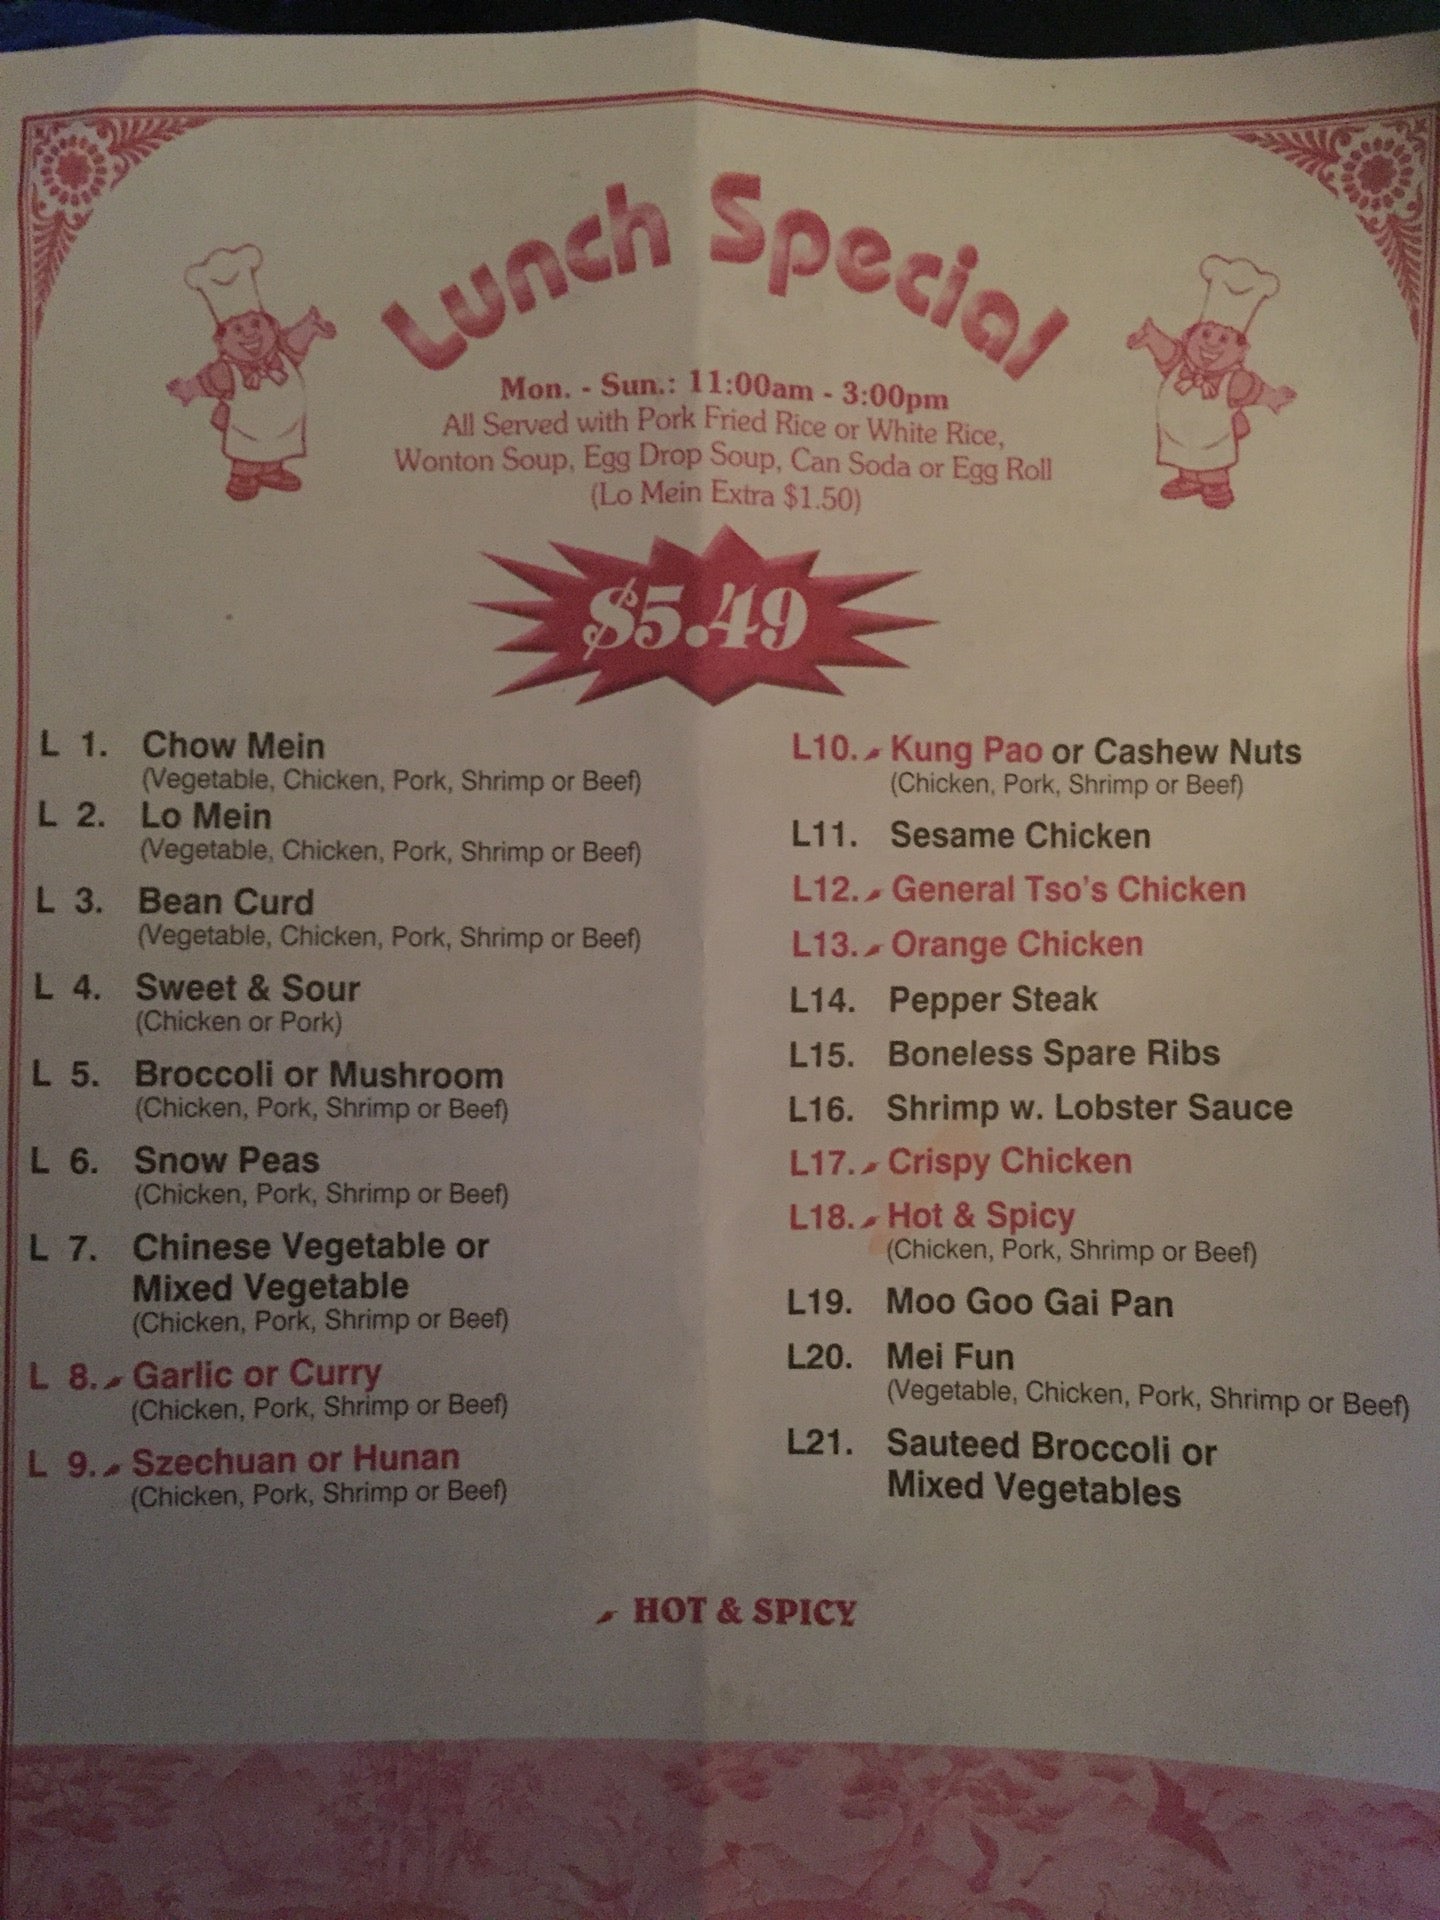 Lunch Special
Mon. - Sun.: 11:00am - 3:00pm
All Served with Pork Fried Rice or White Rice,
Wonton Soup, Egg Drop Soup, Can Soda or Egg Roll
(Lo Mein Extra $1.50)
$5.49
L 1. Chow Mein
(Vegetable, Chicken, Pork, Shrimp or Beef)
L 2. Lo Mein
(Vegetable, Chicken, Pork, Shrimp or Beef)
L 3. Bean Curd
(Vegetable, Chicken, Pork, Shrimp or Beef)
L 4. Sweet & Sour
(Chicken or Pork)
L 5. Broccoli or Mushroom
(Chicken, Pork, Shrimp or Beef)
L 6. Snow Peas
(Chicken, Pork, Shrimp or Beef)
L 7. Chinese Vegetable or
Mixed Vegetable
(Chicken, Pork, Shrimp or Beef)
L 8. Garlic or Curry
(Chicken, Pork, Shrimp or Beef)
L 9. Szechuan or Hunan
(Chicken, Pork, Shrimp or Beef)
L10. Kung Pao or Cashew Nuts
(Chicken, Pork, Shrimp or Beef)
L11. Sesame Chicken
L12. General Tso's Chicken
L13. Orange Chicken
L14. Pepper Steak
L15. Boneless Spare Ribs
L16. Shrimp w. Lobster Sauce
L17. Crispy Chicken
L18. Hot & Spicy
(Chicken, Pork, Shrimp or Beef)
L19. Moo Goo Gai Pan
L20. Mei Fun
(Vegetable, Chicken, Pork, Shrimp or Beef)
L21. Sauteed Broccoli or
Mixed Vegetables
HOT & SPICY